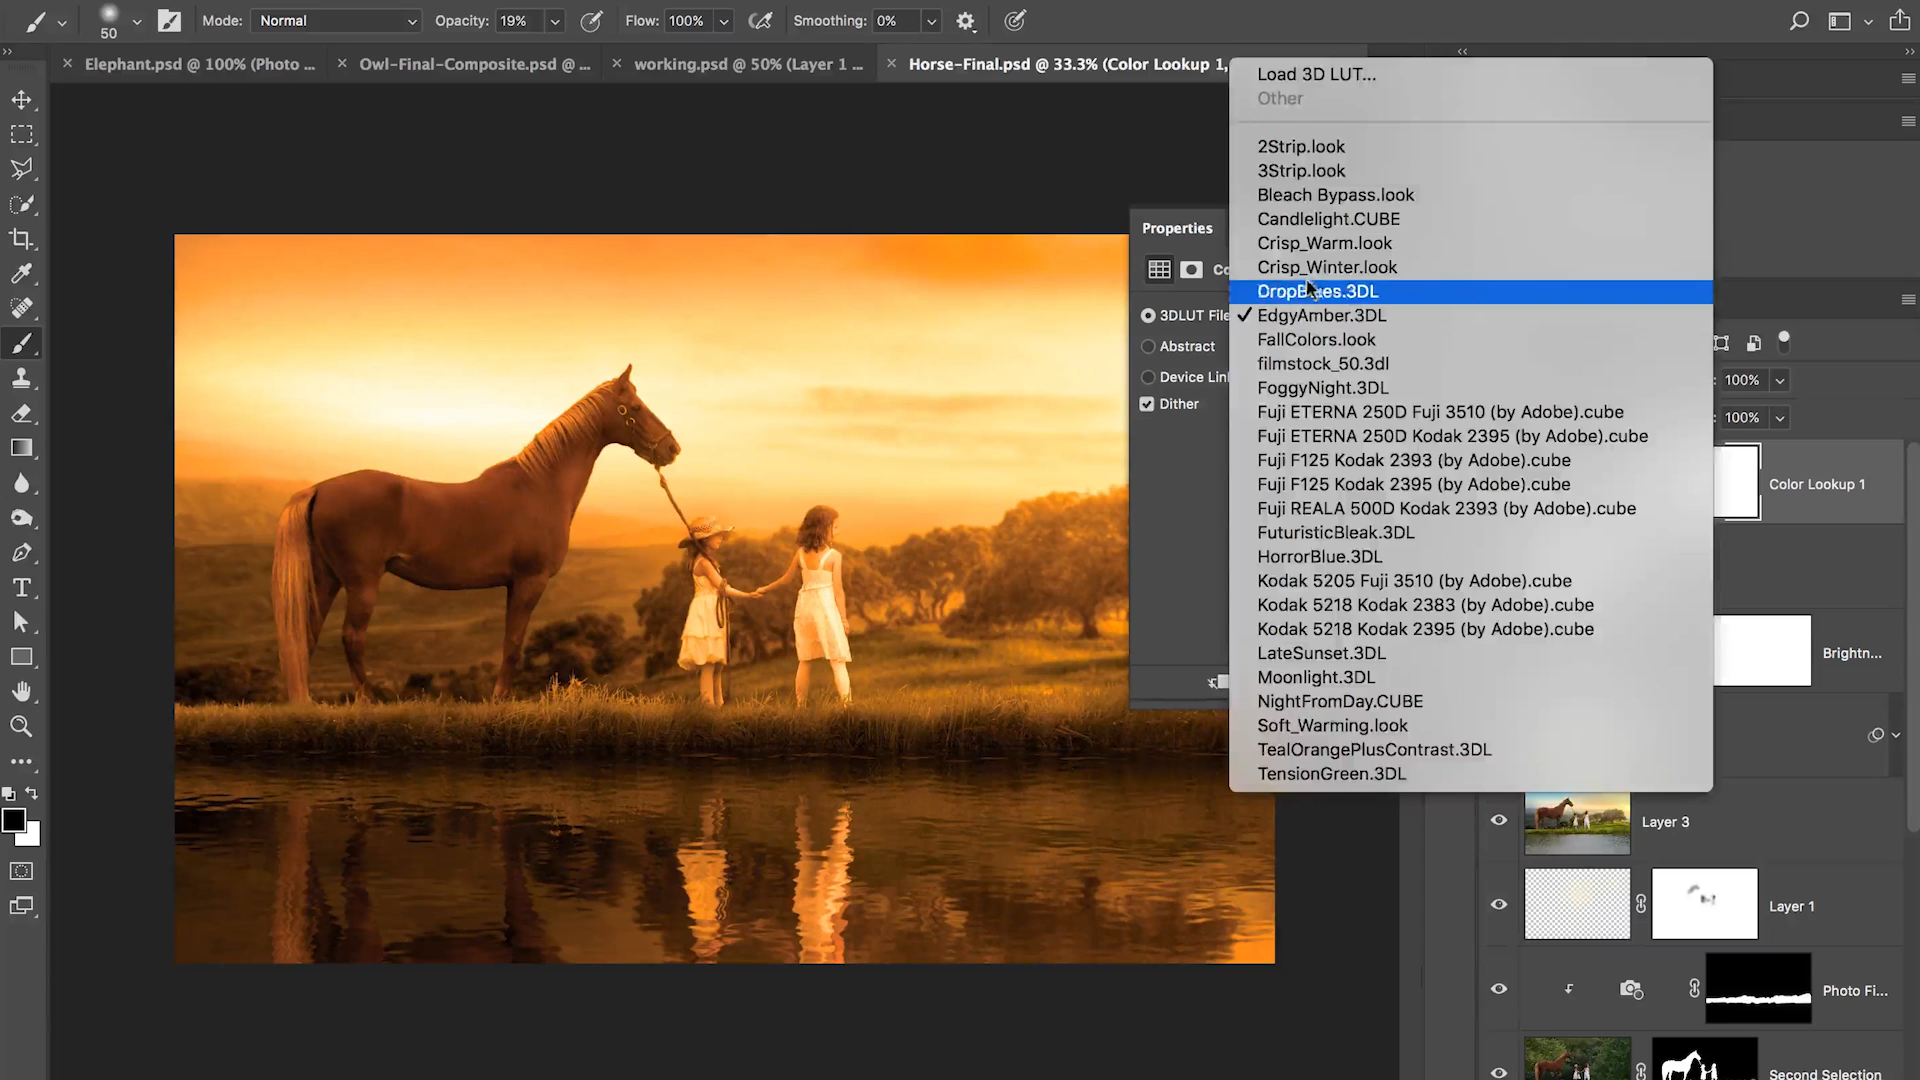 50
Mode: Normal
Opacity: 19%
Flow: 100%
Smoothing: 0%
Elephant.psd @ 100% (Photo ...
Owl-Final-Composite.psd @ ...
working.psd @ 50% (Layer 1 ...
Horse-Final.psd @ 33.3% (Color Lookup 1,
Load 3D LUT...
Other
2Strip.look
3Strip.look
Bleach Bypass.look
Candlelight.CUBE
Crisp_Warm.look
Crisp_Winter.look
DropBlues.3DL
EdgyAmber.3DL
FallColors.look
filmstock_50.3dl
FoggyNight.3DL
Fuji ETERNA 250D Fuji 3510 (by Adobe).cube
Fuji ETERNA 250D Kodak 2395 (by Adobe).cube
Fuji F125 Kodak 2393 (by Adobe).cube
Fuji F125 Kodak 2395 (by Adobe).cube
Fuji REALA 500D Kodak 2393 (by Adobe).cube
FuturisticBleak.3DL
HorrorBlue.3DL
Kodak 5205 Fuji 3510 (by Adobe).cube
Kodak 5218 Kodak 2383 (by Adobe).cube
Kodak 5218 Kodak 2395 (by Adobe).cube
LateSunset.3DL
Moonlight.3DL
NightFromDay.CUBE
Soft_Warming.look
TealOrangePlusContrast.3DL
TensionGreen.3DL
Properties
Co
3DLUT File
Abstract
Device Lin
Dither
: 100%
: 100%
Color Lookup 1
Brightn...
Layer 3
Layer 1
Photo Fi...
Second Selection